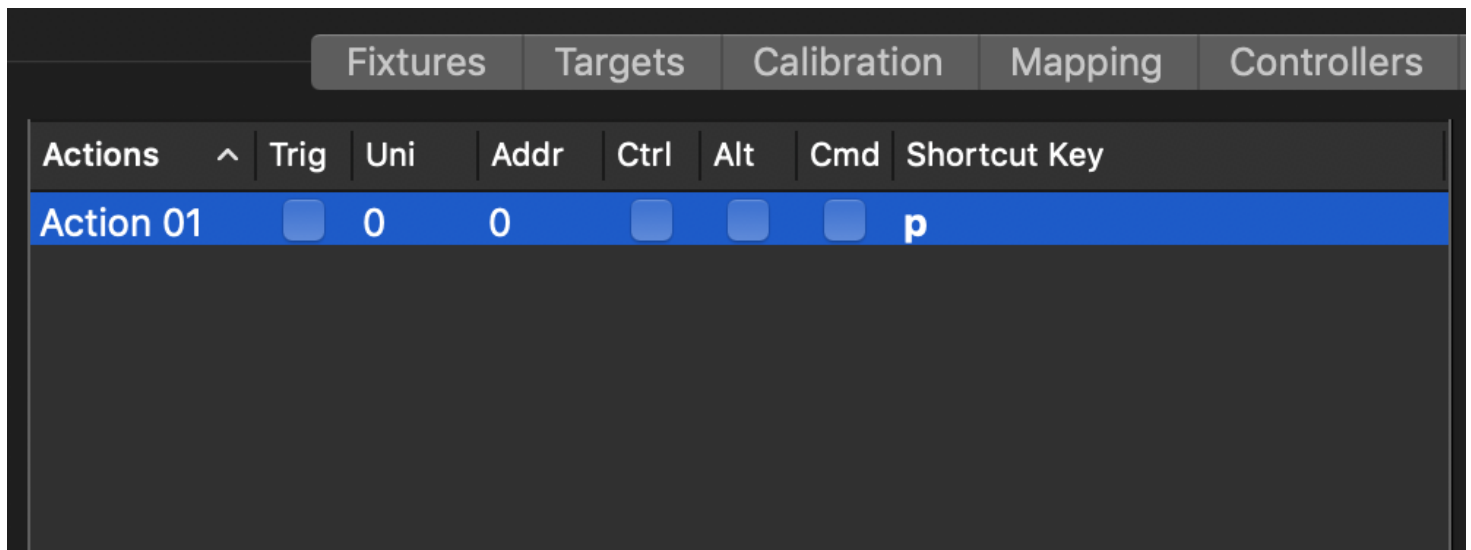 Fixtures Targets Calibration Mapping Controllers
Actions Trig Uni Addr Ctrl Alt Cmd Shortcut Key
Action 01 0 0 p